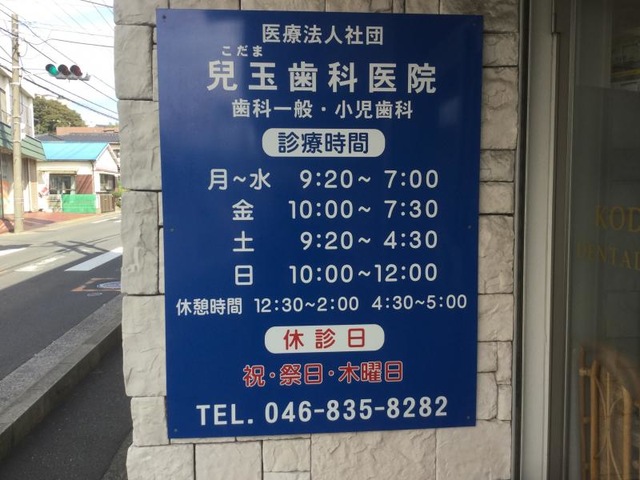 医療法人社団
こだま
兒玉歯科医院
歯科一般・小児歯科
診療時間
月~水 9:20~ 7:00
金 10:00~ 7:30
土 9:20~ 4:30
日 10:00~12:00
休憩時間 12:30~2:00 4:30~5:00
休診日
祝・祭日・木曜日
TEL. 046-835-8282
KOD
DENTAL